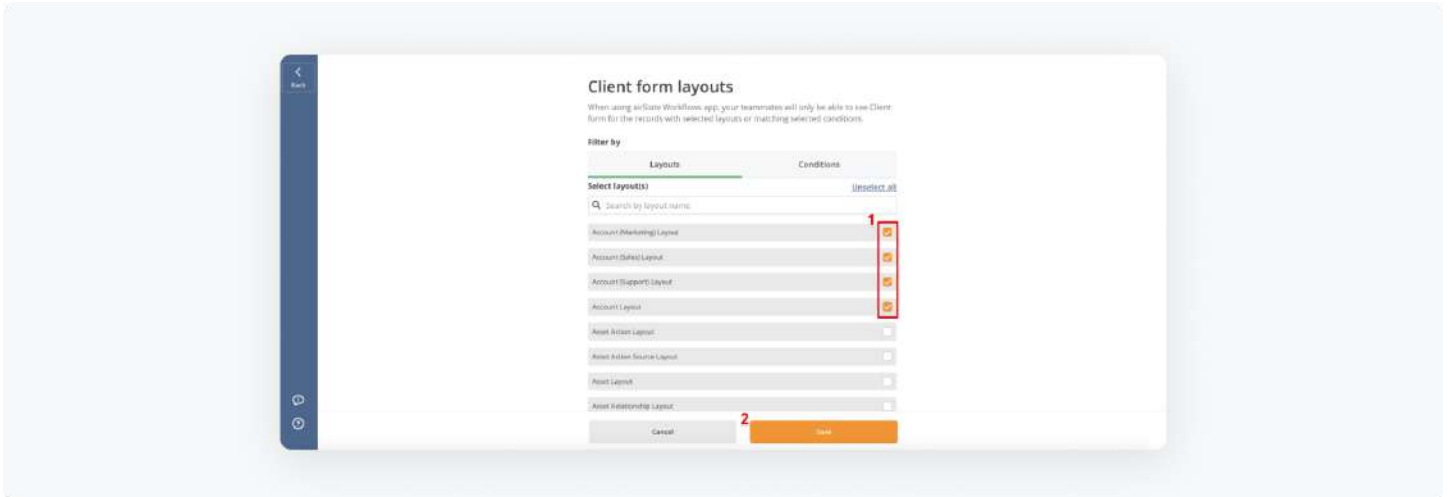 Back
Client form layouts
When using airSlate Workflows app, your teammates will only be able to see Client
form for the records with selected layouts or matching selected conditions.
Filter by
Layouts Conditions
Select layout(s) Unselect all
Search by layout name
1
Account (Marketing) Layout
Account (Sales) Layout
Account (Support) Layout
Account Layout
Asset Action Layout
Asset Action Source Layout
Asset Layout
Asset Relationship Layout
2
Cancel Save